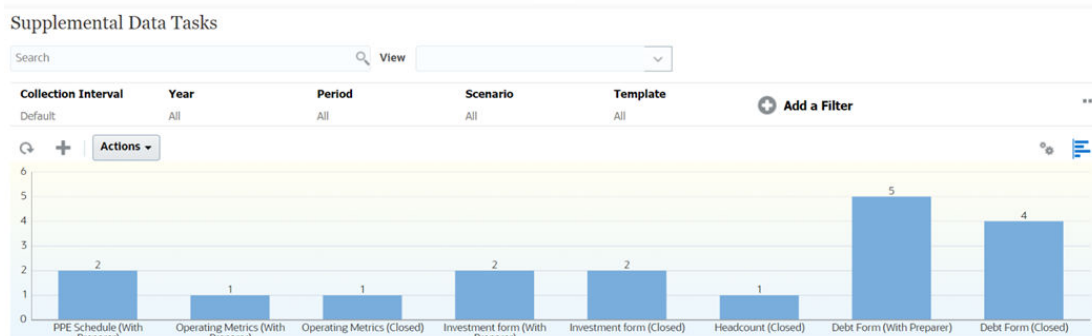 Supplemental Data Tasks
Search View
Collection Interval Year Period Scenario Template
Add a Filter
Default All All All All
Actions
6
5
4
3
2
1
0
2 1 1 2 2 1 5 4
PPE Schedule (With Operating Metrics (With Operating Metrics (Closed) Investment form (With Investment form (Closed) Headcount (Closed) Debt Form (With Preparer) Debt Form (Closed)
Preparer) Preparer) Preparer)